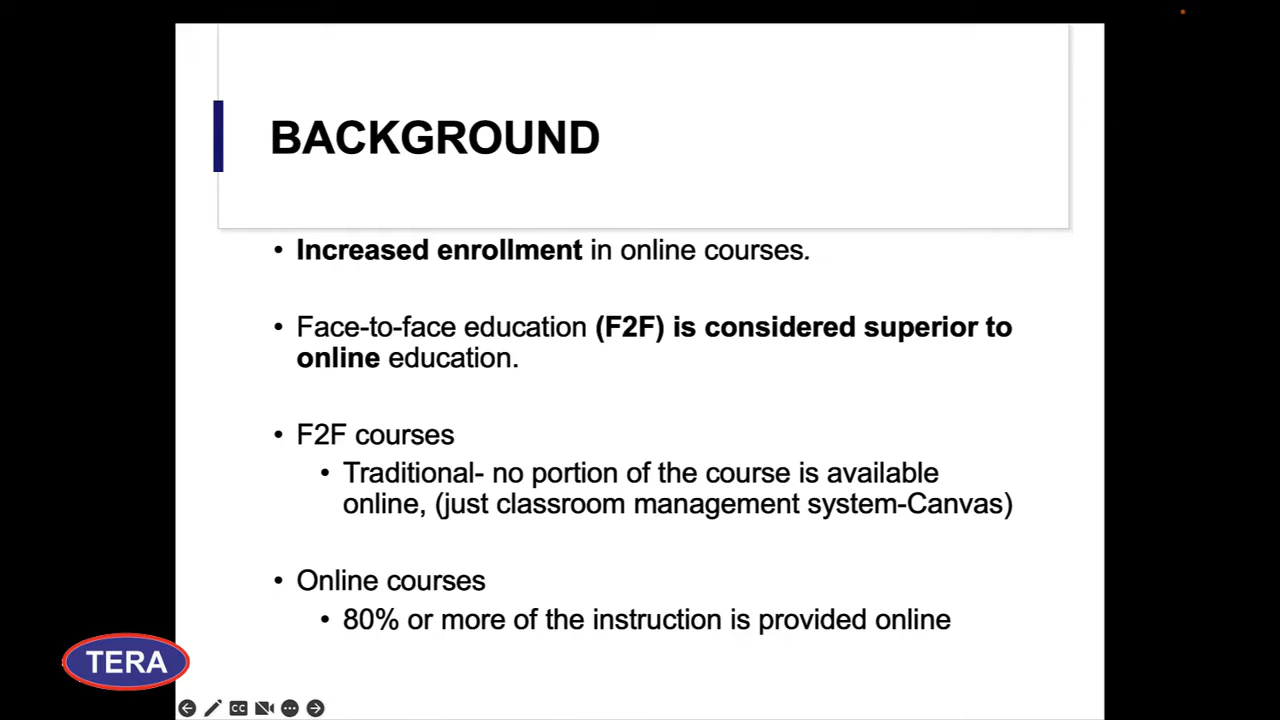 BACKGROUND
• Increased enrollment in online courses.
• Face-to-face education (F2F) is considered superior to
online education.
• F2F courses
• Traditional- no portion of the course is available
online, (just classroom management system-Canvas)
• Online courses
• 80% or more of the instruction is provided online
TERA
CC